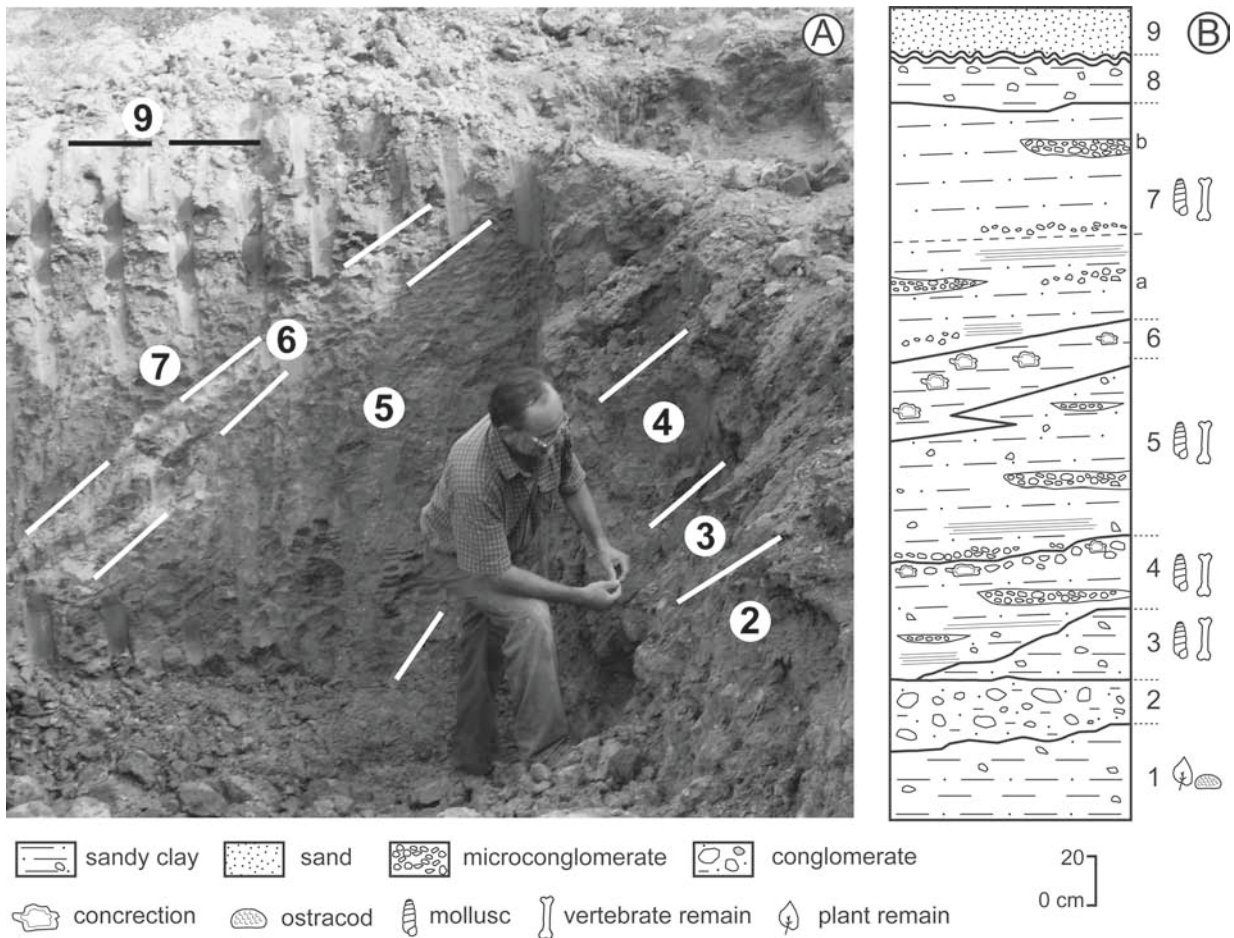 A
9
6
7
5
4
3
2
B
9
8
b
7
a
6
5
4
3
2
1
sandy clay sand microconglomerate conglomerate
concrection ostracod mollusc vertebrate remain plant remain
20
0 cm